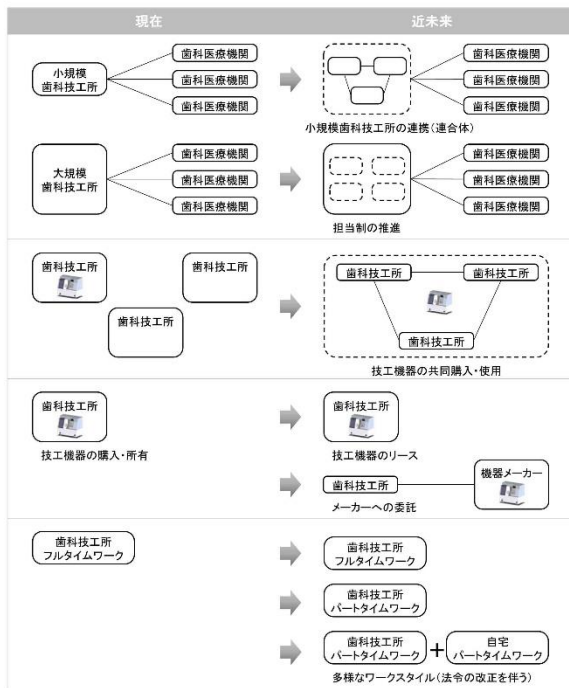 現在
近未来
小規模
歯科技工所
歯科医療機関
歯科医療機関
歯科医療機関
歯科医療機関
歯科医療機関
歯科医療機関
小規模歯科技工所の連携(連合体)
大規模
歯科技工所
歯科医療機関
歯科医療機関
歯科医療機関
歯科医療機関
歯科医療機関
歯科医療機関
担当制の推進
歯科技工所
歯科技工所
歯科技工所
歯科技工所
歯科技工所
歯科技工所
技工機器の共同購入・使用
歯科技工所
技工機器の購入・所有
歯科技工所
技工機器のリース
歯科技工所
機器メーカー
メーカーへの委託
歯科技工所
フルタイムワーク
歯科技工所
フルタイムワーク
歯科技工所
パートタイムワーク
歯科技工所
パートタイムワーク
+
自宅
パートタイムワーク
多様なワークスタイル(法令の改正を伴う)